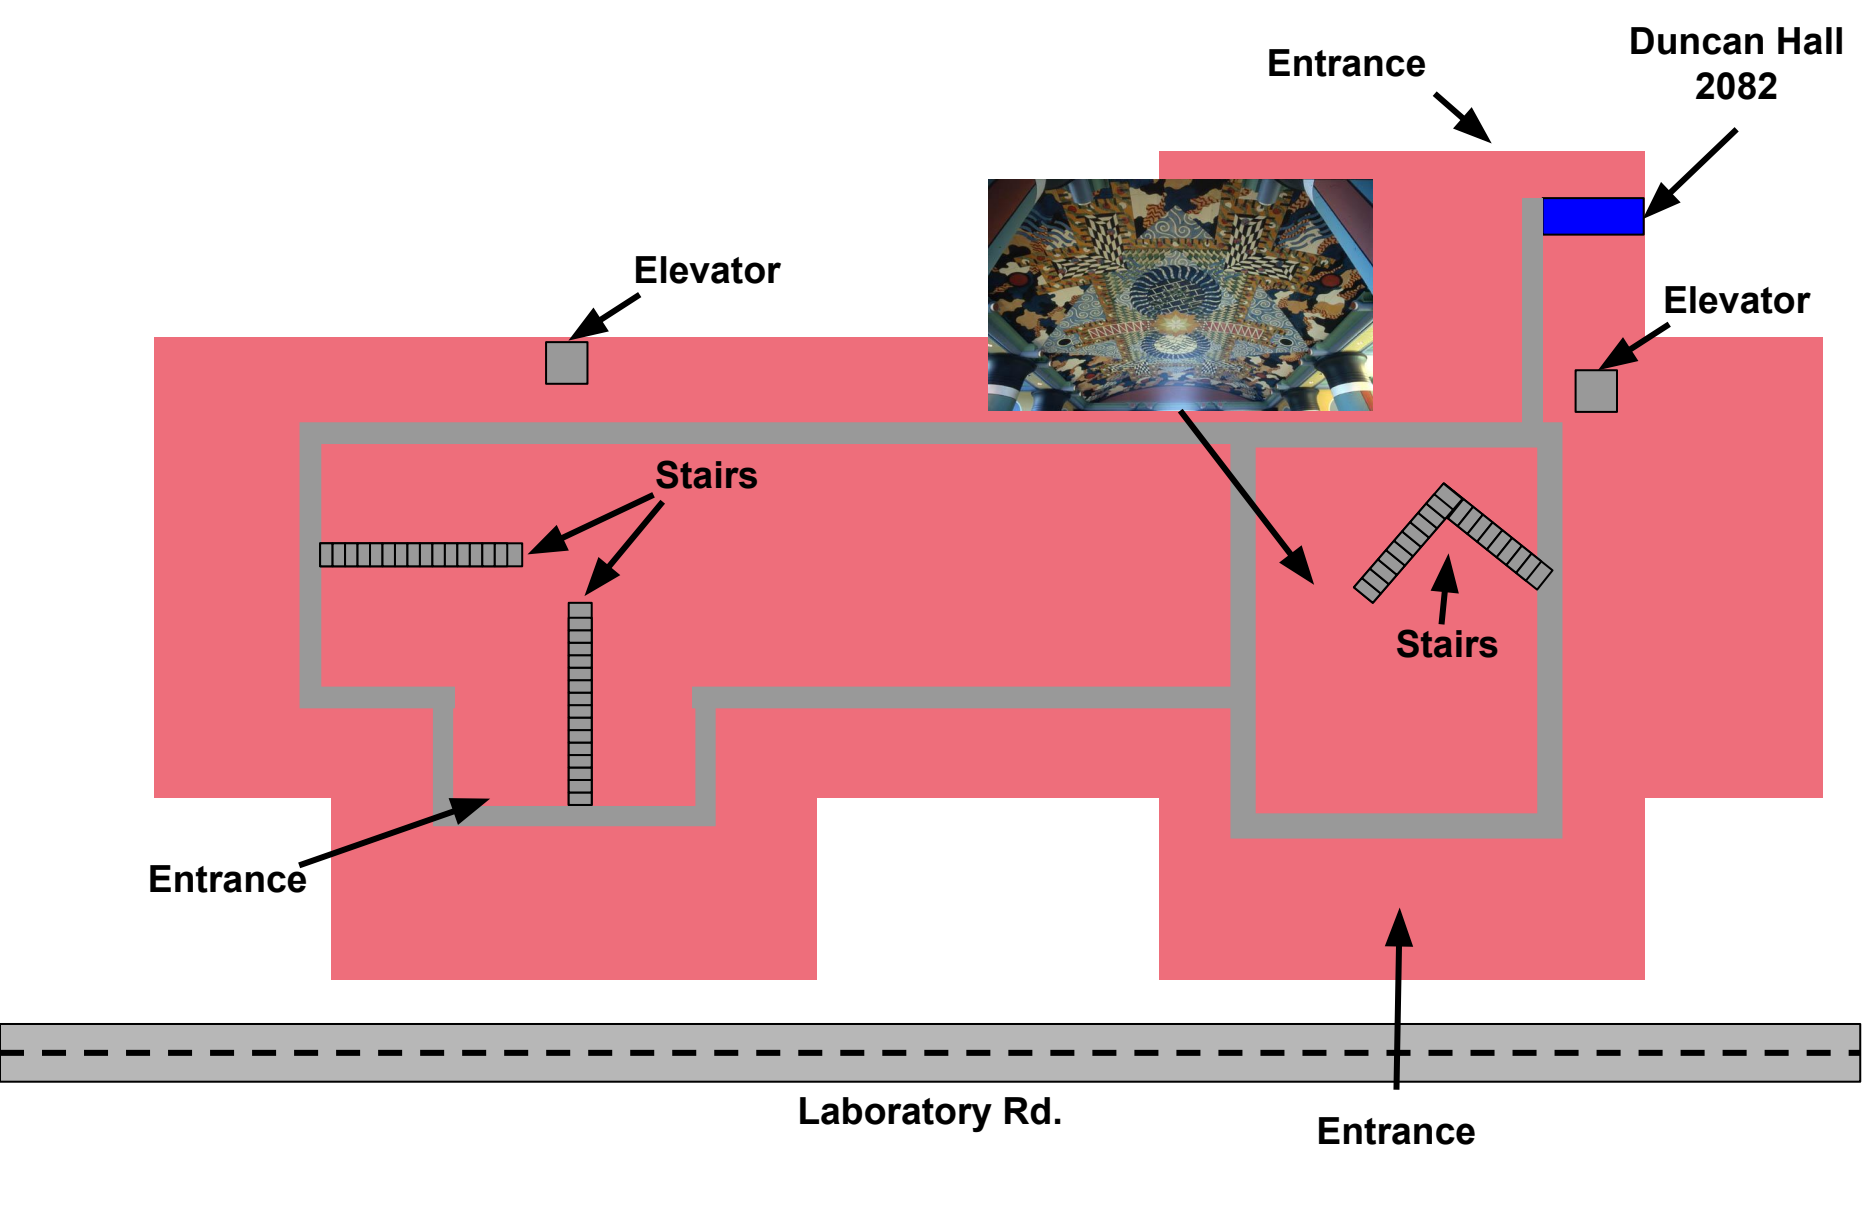 Duncan Hall
2082
Entrance
Elevator
Elevator
Stairs
Stairs
Entrance
Laboratory Rd.
Entrance